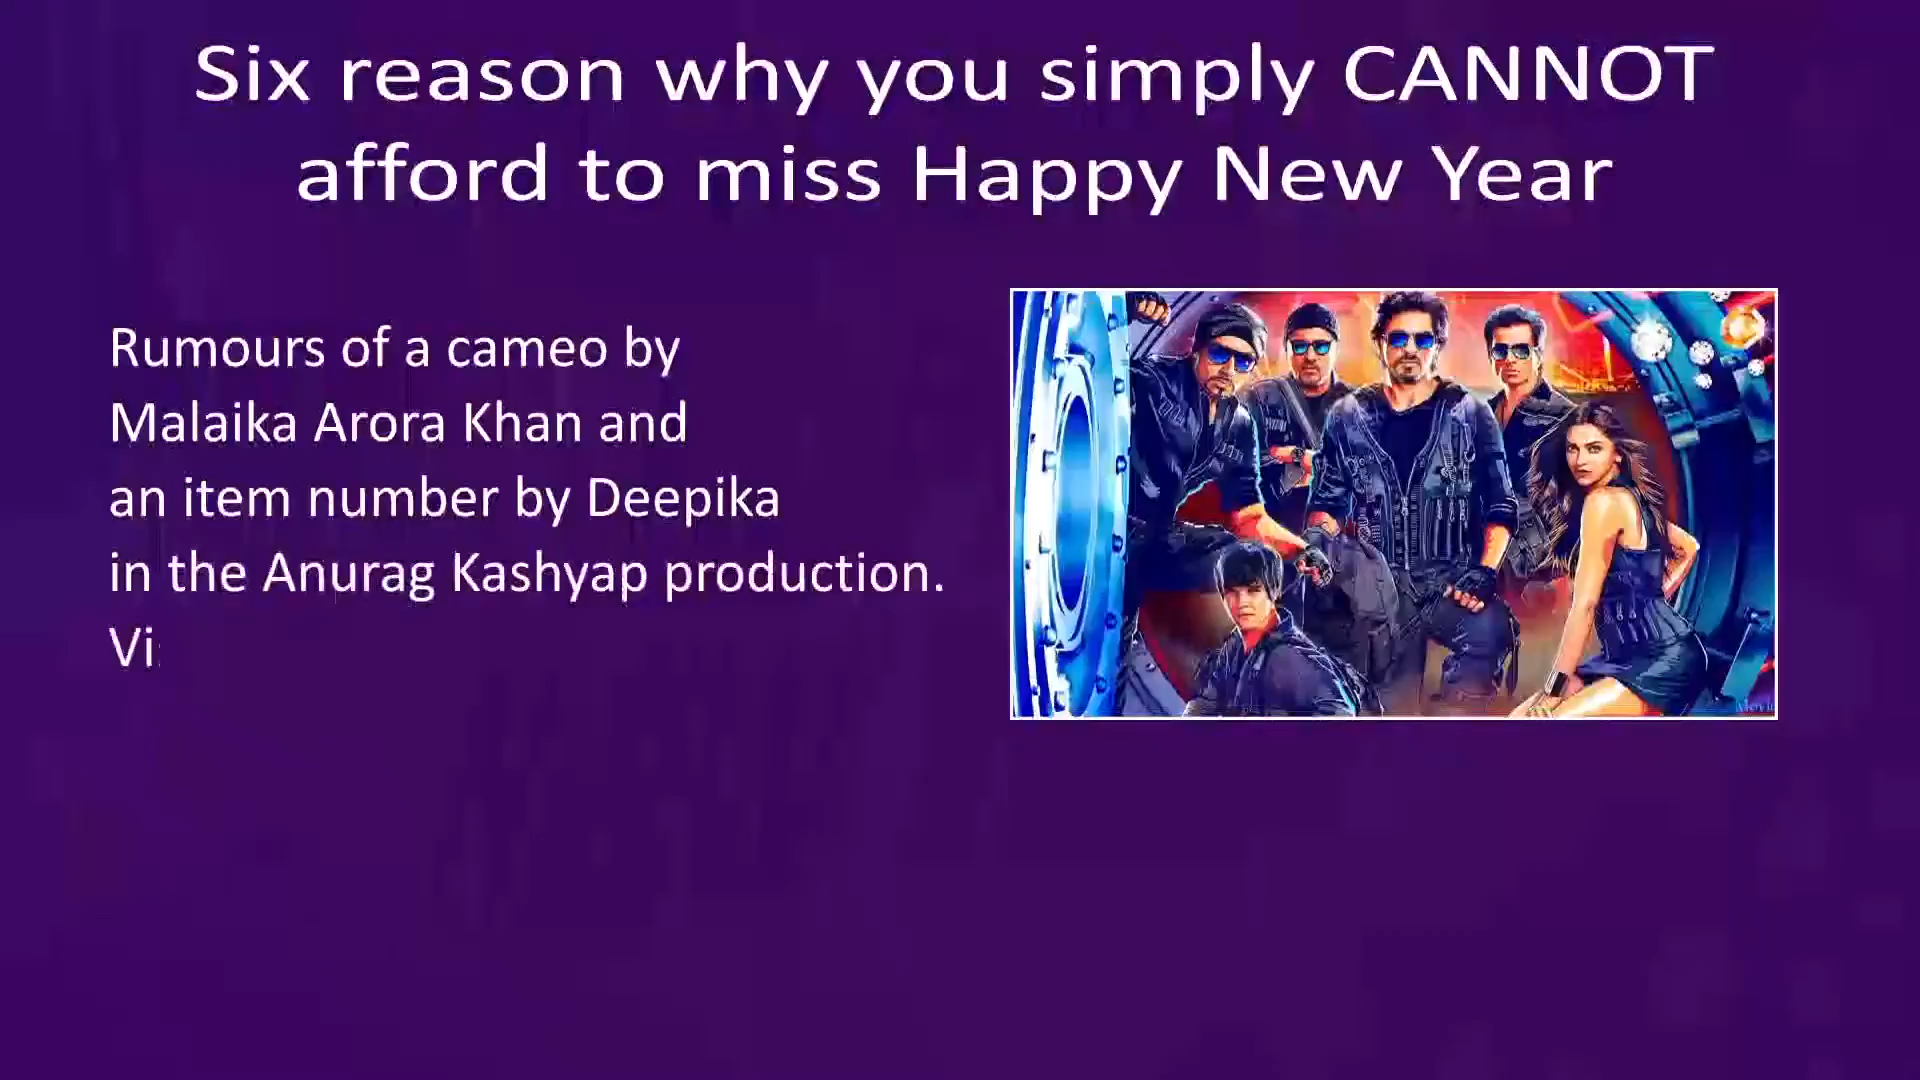 Six reason why you simply CANNOT
afford to miss Happy New Year
Rumours of a cameo by
Malaika Arora Khan and
an item number by Deepika
in the Anurag Kashyap production.
Vi